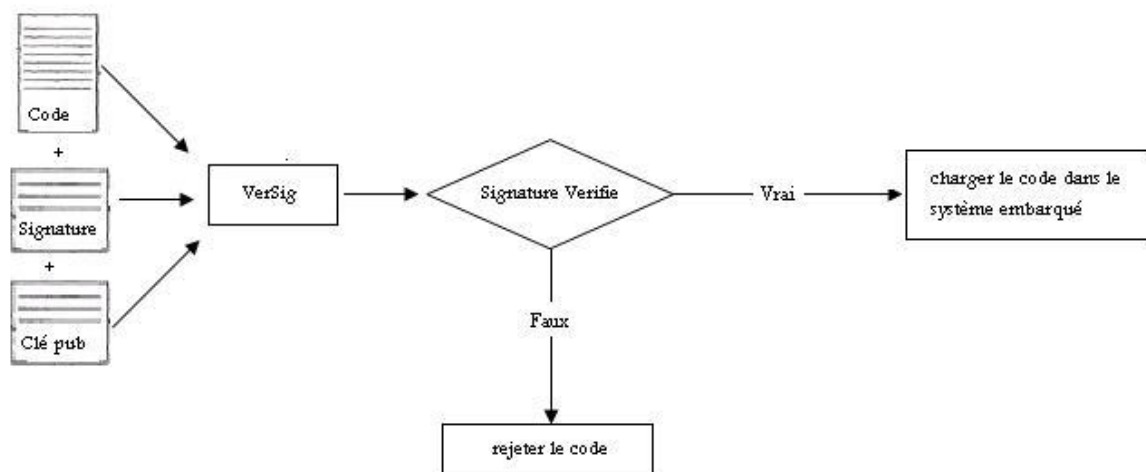 Code
+
Signature
+
Clé pub
VerSig
Signature Verifie
Vrai
charger le code dans le
système embarqué
Faux
rejeter le code